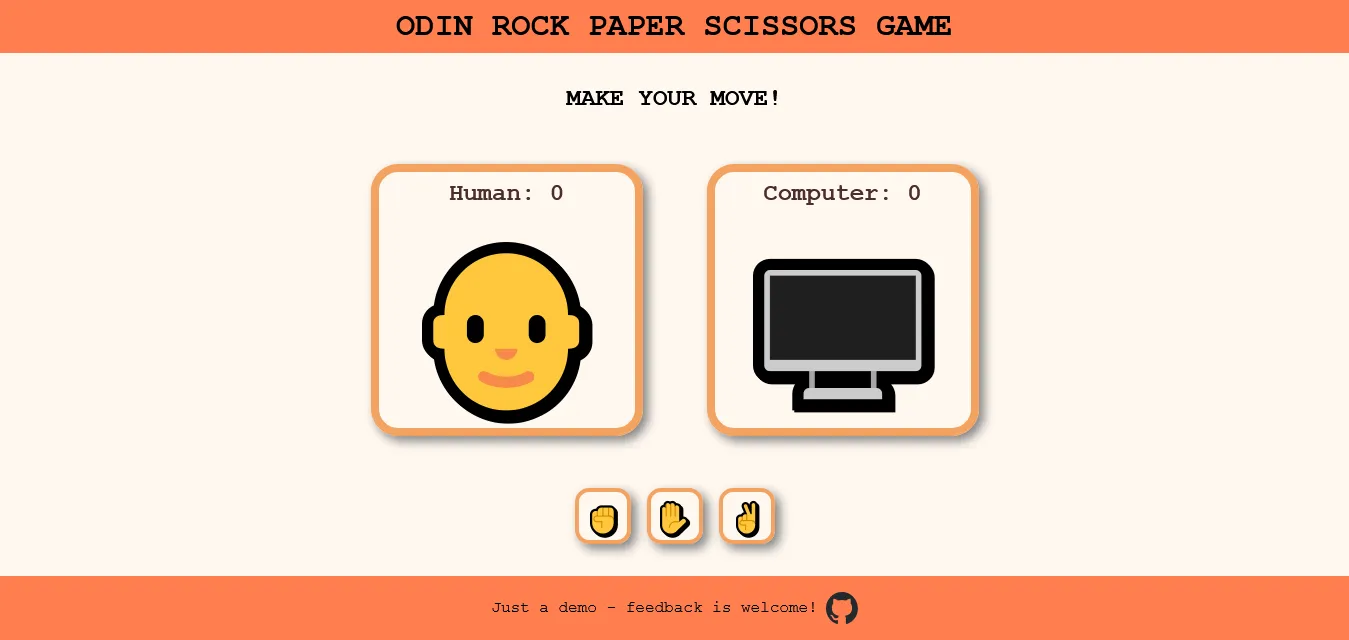 ODIN ROCK PAPER SCISSORS GAME
MAKE YOUR MOVE!
Human: 0
Computer: 0
Just a demo - feedback is welcome!